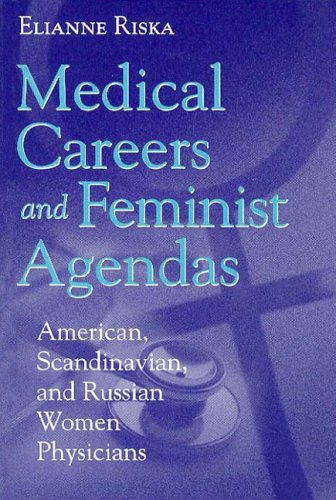 ELIANNE RISKA
Medical
Careers
and Feminist
Agendas
American,
Scandinavian,
and Russian
Women
Physicians